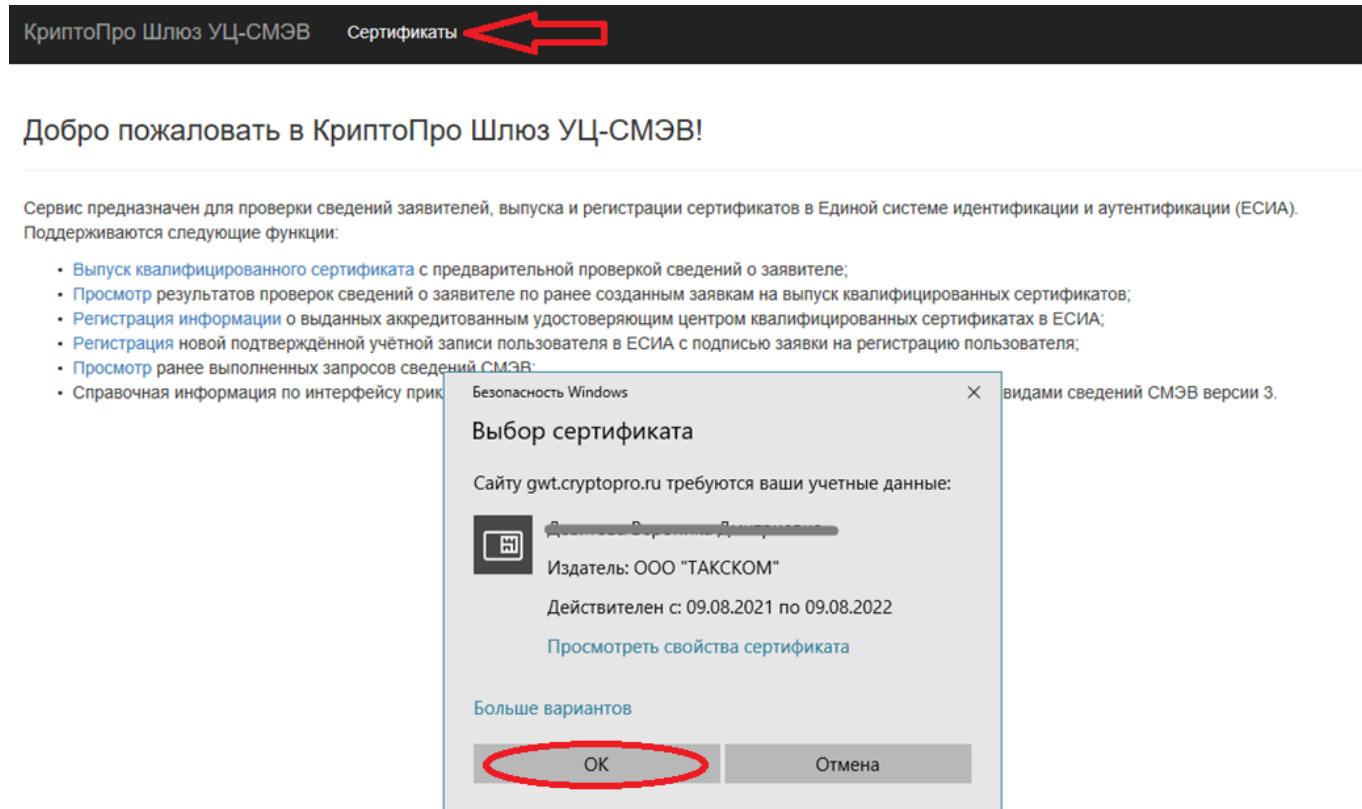 КриптоПро Шлюз УЦ-СМЭВ Сертификаты
Добро пожаловать в КриптоПро Шлюз УЦ-СМЭВ!
Сервис предназначен для проверки сведений заявителей, выпуска и регистрации сертификатов в Единой системе идентификации и аутентификации (ЕСИА).
Поддерживаются следующие функции:
• Выпуск квалифицированного сертификата с предварительной проверкой сведений о заявителе;
• Просмотр результатов проверок сведений о заявителе по ранее созданным заявкам на выпуск квалифицированных сертификатов;
• Регистрация информации о выданных аккредитованным удостоверяющим центром квалифицированных сертификатах в ЕСИА;
• Регистрация новой подтверждённой учётной записи пользователя в ЕСИА с подписью заявки на регистрацию пользователя;
• Просмотр ранее выполненных запросов сведений СМЭВ;
• Справочная информация по интерфейсу прик видами сведений СМЭВ версии 3.
Безопасность Windows
Выбор сертификата
Сайту gwt.cryptopro.ru требуются ваши учетные данные:
Издатель: ООО "ТАКСКОМ"
Действителен с: 09.08.2021 по 09.08.2022
Просмотреть свойства сертификата
Больше вариантов
ОК Отмена